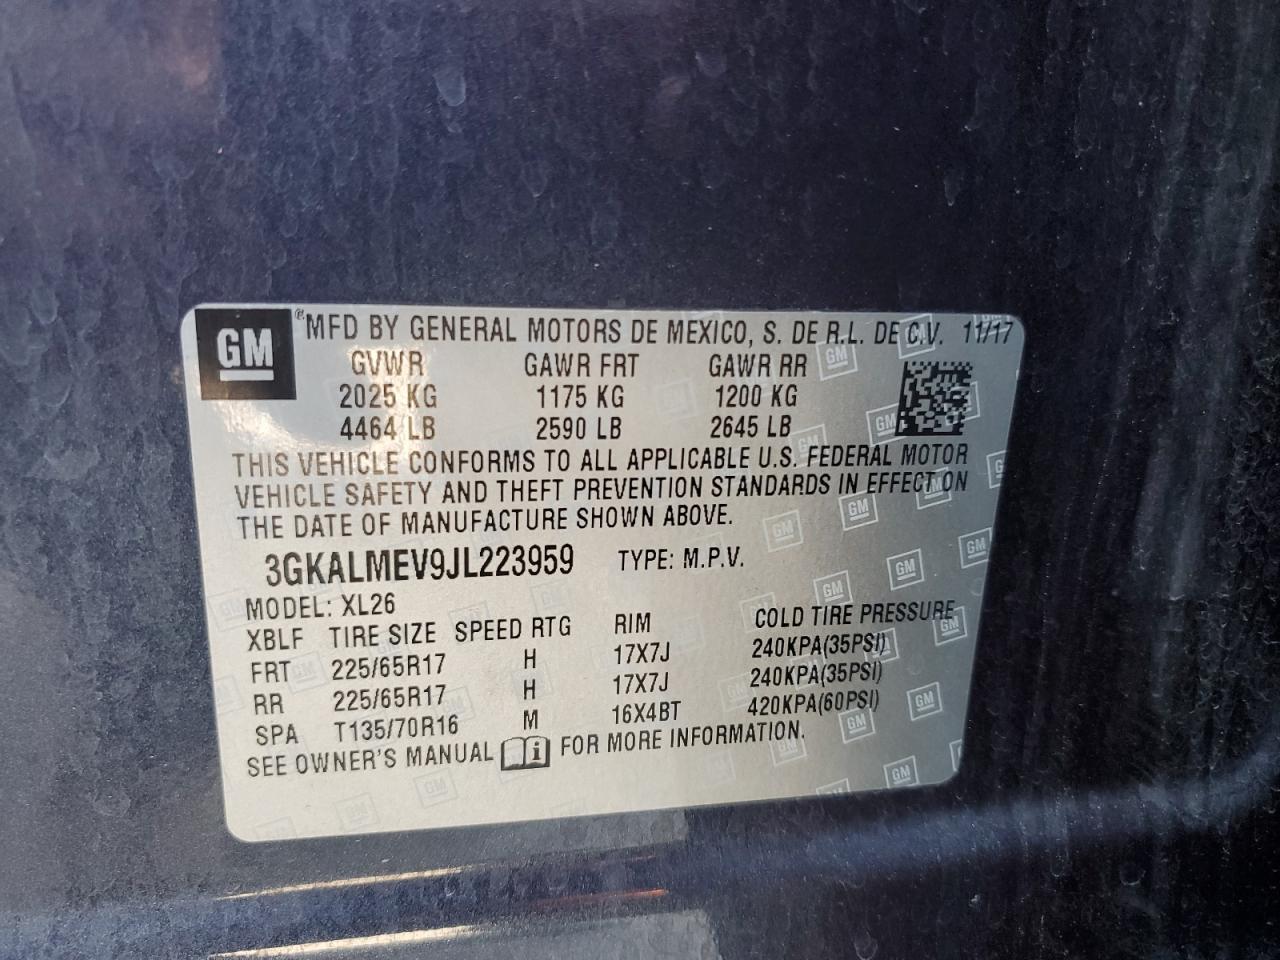 GM ® MFD BY GENERAL MOTORS DE MEXICO, S. DE R.L. DE C.V. 11/17
GVWR GAWR FRT GAWR RR
2025 KG 1175 KG 1200 KG
4464 LB 2590 LB 2645 LB
THIS VEHICLE CONFORMS TO ALL APPLICABLE U.S. FEDERAL MOTOR
VEHICLE SAFETY AND THEFT PREVENTION STANDARDS IN EFFECT ON
THE DATE OF MANUFACTURE SHOWN ABOVE.
3GKALMEV9JL223959 TYPE: M.P.V.
MODEL: XL26
XBLF TIRE SIZE SPEED RTG RIM COLD TIRE PRESSURE
FRT 225/65R17 H 17X7J 240KPA(35PSI)
RR 225/65R17 H 17X7J 240KPA(35PSI)
SPA T135/70R16 M 16X4BT 420KPA(60PSI)
SEE OWNER'S MANUAL i FOR MORE INFORMATION.